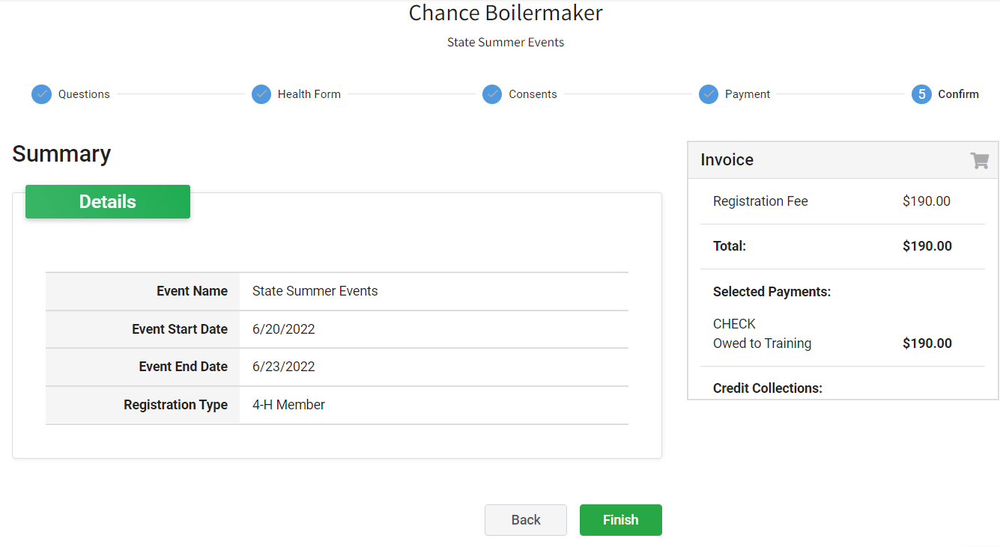 Chance Boilermaker
State Summer Events
Questions
Health Form
Consents
Payment
5 Confirm
Summary
Details
Event Name State Summer Events
Event Start Date 6/20/2022
Event End Date 6/23/2022
Registration Type 4-H Member
Invoice
Registration Fee $190.00
Total: $190.00
Selected Payments:
CHECK
Owed to Training $190.00
Credit Collections:
Back
Finish